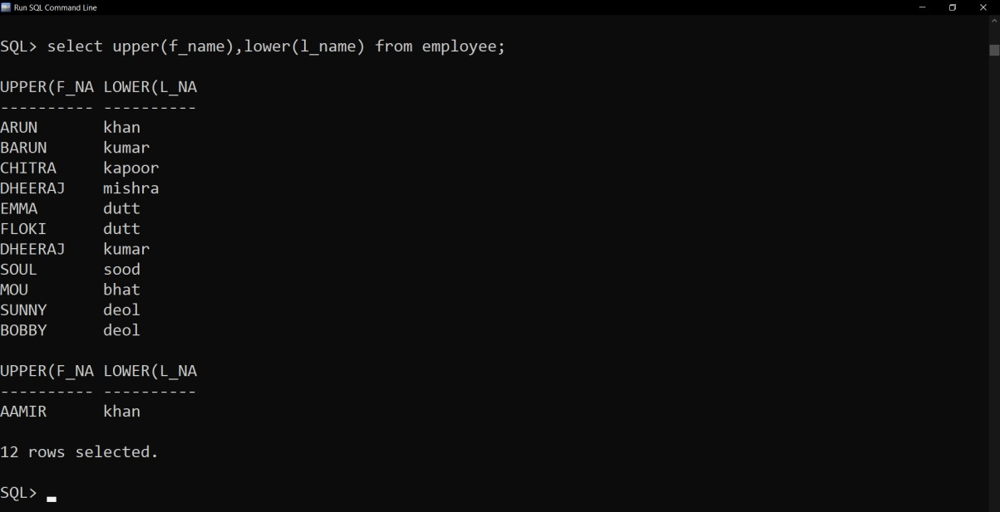 Run SQL Command Line
SQL> select upper(f_name),lower(l_name) from employee;
UPPER(F_NA LOWER(L_NA
---------- ----------
ARUN       khan
BARUN      kumar
CHITRA     kapoor
DHEERAJ    mishra
EMMA       dutt
FLOKI      dutt
DHEERAJ    kumar
SOUL       sood
MOU        bhat
SUNNY      deol
BOBBY      deol
UPPER(F_NA LOWER(L_NA
---------- ----------
AAMIR      khan
12 rows selected.
SQL>